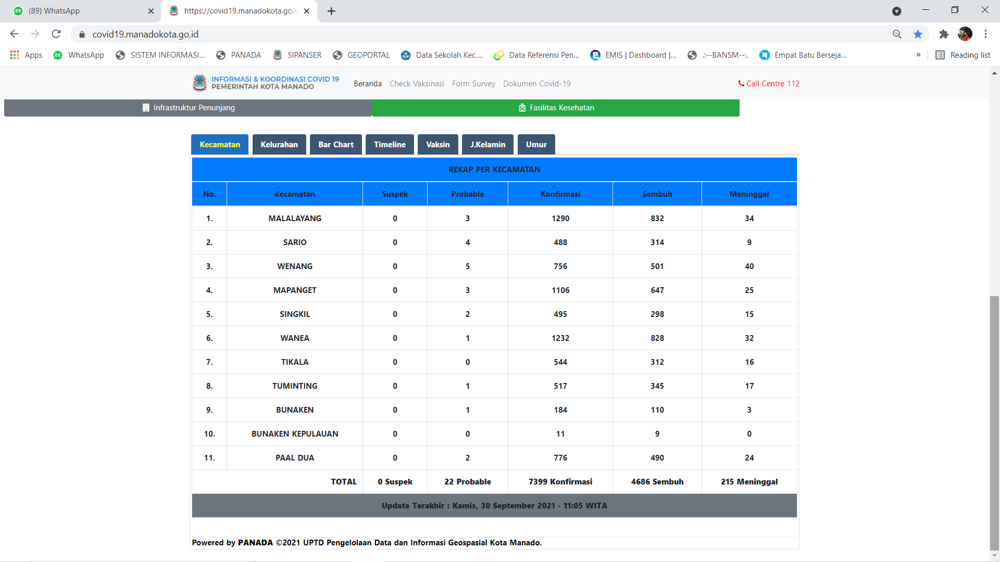 89 (89) WhatsApp
https://covid19.manadokota.go.i
covid19.manadokota.go.id
Apps 89 WhatsApp SISTEM INFORMASI... PANADA SIPANSER GEOPORTAL Data Sekolah Kec.... Data Referensi Pen... EMIS | Dashboard |... .:--BANSM--:. Empat Batu Berseja... » Reading list
INFORMASI & KOORDINASI COVID 19
PEMERINTAH KOTA MANADO
Beranda Check Vaksinasi Form Survey Dokumen Covid-19 Call Centre 112
Infrastruktur Penunjang Fasilitas Kesehatan
Kecamatan Kelurahan Bar Chart Timeline Vaksin J.Kelamin Umur
REKAP PER KECAMATAN
No. Kecamatan Suspek Probable Konfirmasi Sembuh Meninggal
1. MALALAYANG 0 3 1290 832 34
2. SARIO 0 4 488 314 9
3. WENANG 0 5 756 501 40
4. MAPANGET 0 3 1106 647 25
5. SINGKIL 0 2 495 298 15
6. WANEA 0 1 1232 828 32
7. TIKALA 0 0 544 312 16
8. TUMINTING 0 1 517 345 17
9. BUNAKEN 0 1 184 110 3
10. BUNAKEN KEPULAUAN 0 0 11 9 0
11. PAAL DUA 0 2 776 490 24
TOTAL 0 Suspek 22 Probable 7399 Konfirmasi 4686 Sembuh 215 Meninggal
Update Terakhir : Kamis, 30 September 2021 - 11:05 WITA
Powered by PANADA ©2021 UPTD Pengelolaan Data dan Informasi Geospasial Kota Manado.